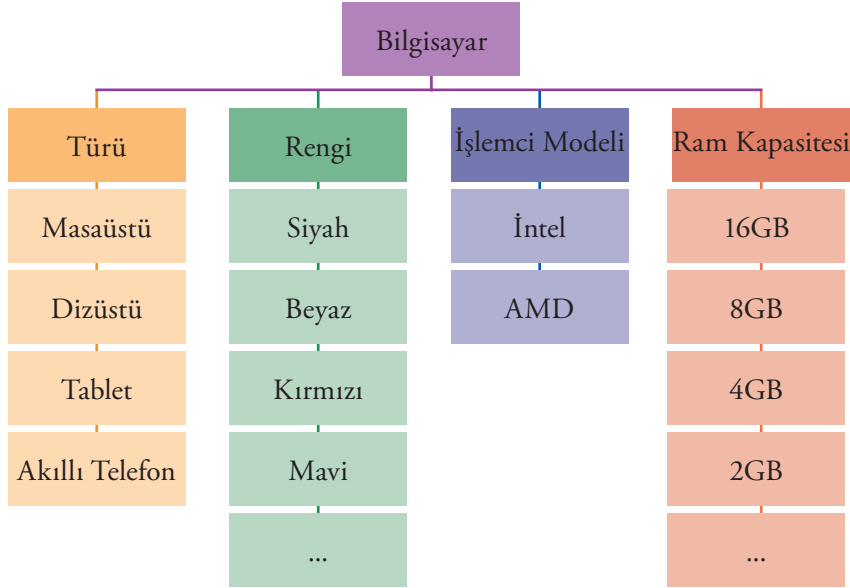 Bilgisayar
Türü
Masaüstü
Dizüstü
Tablet
Akıllı Telefon
Rengi
Siyah
Beyaz
Kırmızı
Mavi
...
İşlemci Modeli
İntel
AMD
Ram Kapasitesi
16GB
8GB
4GB
2GB
...